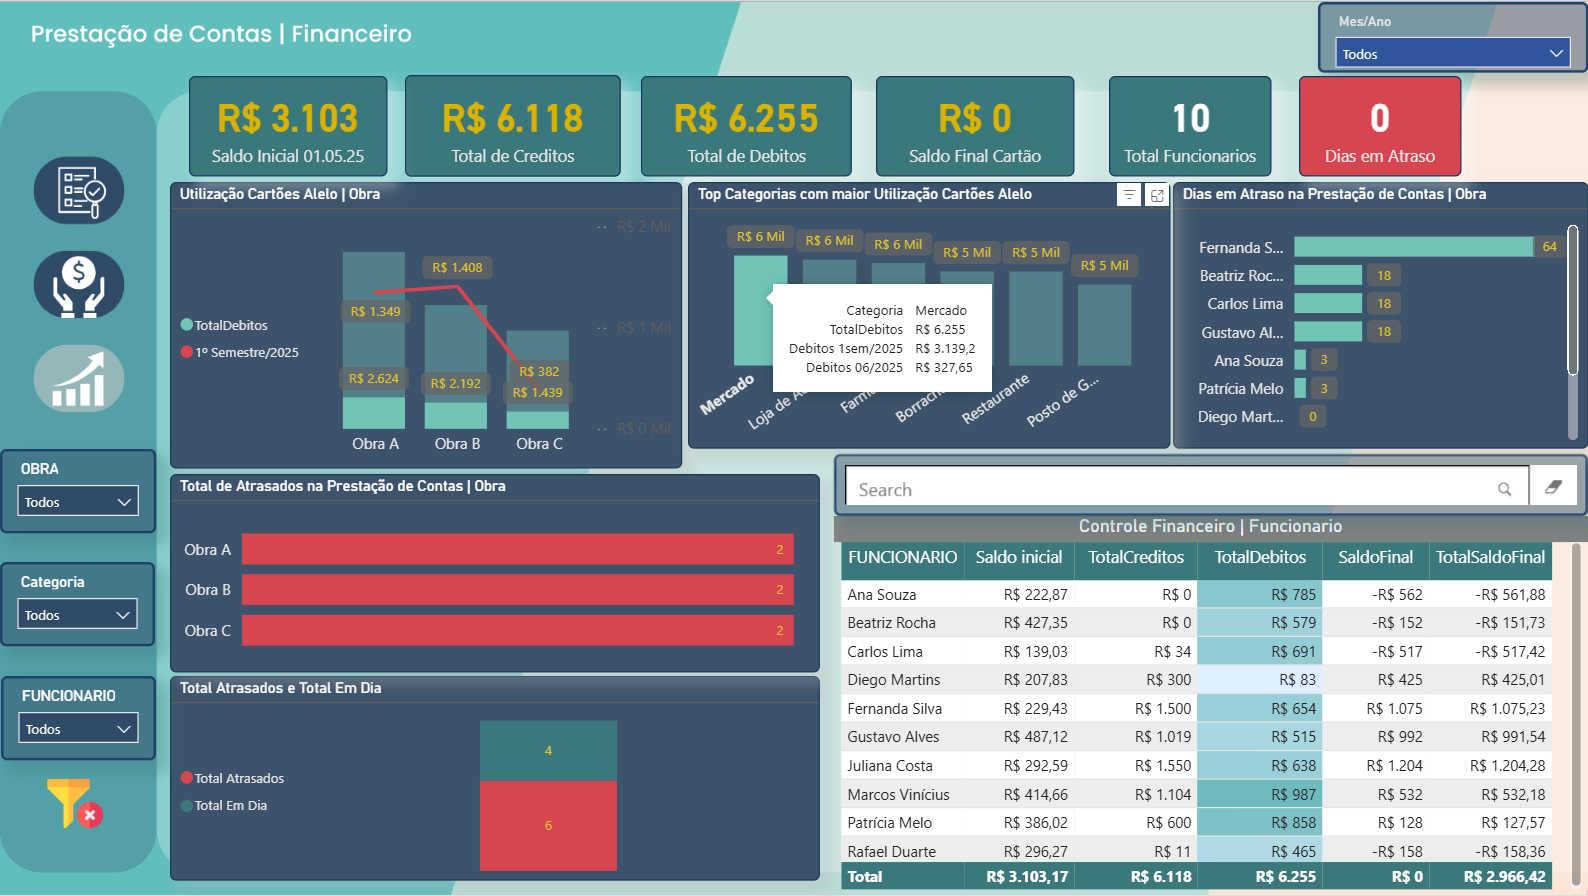 Prestação de Contas | Financeiro
Mes/Ano
Todos
R$ 3.103
Saldo Inicial 01.05.25
R$ 6.118
Total de Creditos
R$ 6.255
Total de Debitos
R$ 0
Saldo Final Cartão
10
Total Funcionarios
0
Dias em Atraso
Utilização Cartões Alelo | Obra
R$ 2 Mil
R$ 1 Mil
R$ 0 Mil
TotalDebitos
1º Semestre/2025
R$ 1.349
R$ 1.408
R$ 382
R$ 2.624
R$ 2.192
R$ 1.439
Obra A
Obra B
Obra C
Top Categorias com maior Utilização Cartões Alelo
R$ 6 Mil
R$ 6 Mil
R$ 6 Mil
R$ 5 Mil
R$ 5 Mil
R$ 5 Mil
Categoria Mercado
TotalDebitos R$ 6.255
Debitos 1sem/2025 R$ 3.139,2
Debitos 06/2025 R$ 327,65
Mercado
Loja de
Restaurante
Posto de G...
Dias em Atraso na Prestação de Contas | Obra
Fernanda S... 64
Beatriz Roc... 18
Carlos Lima 18
Gustavo Al... 18
Ana Souza 3
Patrícia Melo 3
Diego Mart... 0
OBRA
Todos
Categoria
Todos
FUNCIONARIO
Todos
Total de Atrasados na Prestação de Contas | Obra
Obra A 2
Obra B 2
Obra C 2
Total Atrasados e Total Em Dia
Total Atrasados
Total Em Dia
4
6
Search
Controle Financeiro | Funcionario
FUNCIONARIO Saldo inicial TotalCreditos TotalDebitos SaldoFinal TotalSaldoFinal
Ana Souza R$ 222,87 R$ 0 R$ 785 -R$ 562 -R$ 561,88
Beatriz Rocha R$ 427,35 R$ 0 R$ 579 -R$ 152 -R$ 151,73
Carlos Lima R$ 139,03 R$ 34 R$ 691 -R$ 517 -R$ 517,42
Diego Martins R$ 207,83 R$ 300 R$ 83 R$ 425 R$ 425,01
Fernanda Silva R$ 229,43 R$ 1.500 R$ 654 R$ 1.075 R$ 1.075,23
Gustavo Alves R$ 487,12 R$ 1.019 R$ 515 R$ 992 R$ 991,54
Juliana Costa R$ 292,59 R$ 1.550 R$ 638 R$ 1.204 R$ 1.204,28
Marcos Vinícius R$ 414,66 R$ 1.104 R$ 987 R$ 532 R$ 532,18
Patrícia Melo R$ 386,02 R$ 600 R$ 858 R$ 128 R$ 127,57
Rafael Duarte R$ 296,27 R$ 11 R$ 465 -R$ 158 -R$ 158,36
Total R$ 3.103,17 R$ 6.118 R$ 6.255 R$ 0 R$ 2.966,42